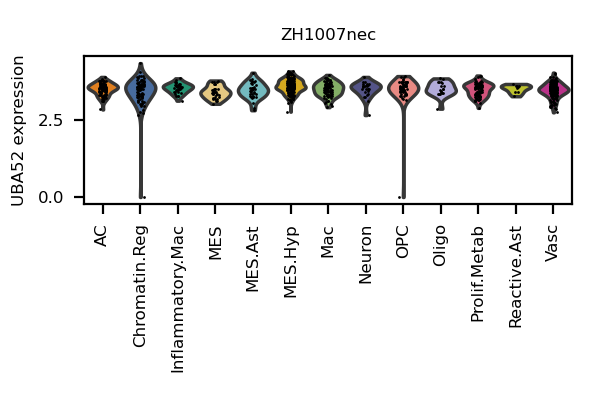 ZH1007nec
UBA52 expression
2.5
0.0
AC
Chromatin.Reg
Inflammatory.Mac
MES
MES.Ast
MES.Hyp
Mac
Neuron
OPC
Oligo
Prolif.Metab
Reactive.Ast
Vasc